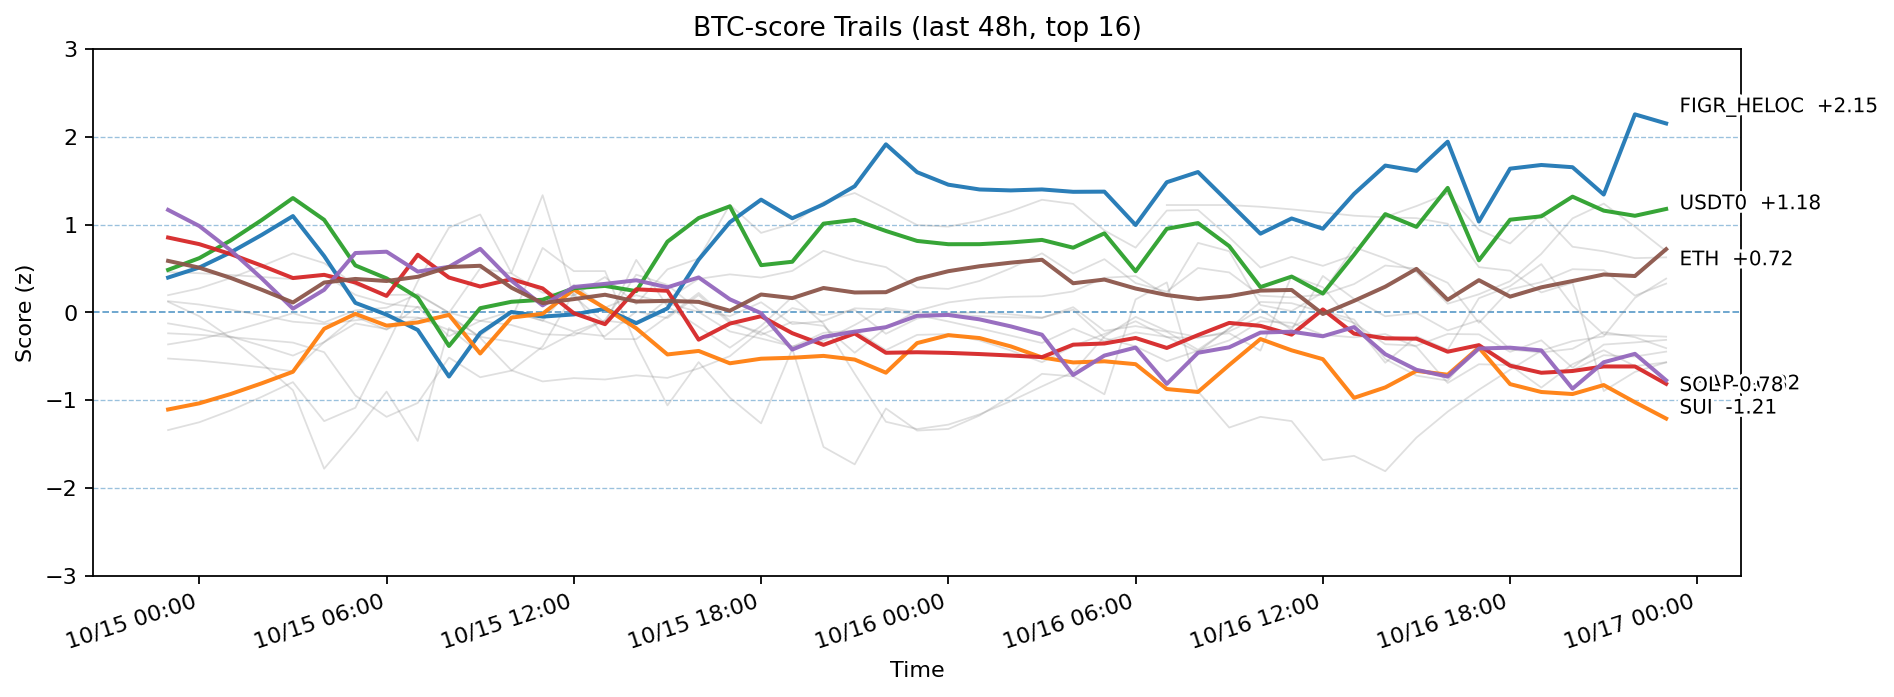 BTC-score Trails (last 48h, top 16)
3
2
1
0
−1
−2
−3
Score (z)
FIGR_HELOC +2.15
USDT0 +1.18
ETH +0.72
SOL -0.78
SUI -1.21
10/15 00:00
10/15 06:00
10/15 12:00
10/15 18:00
10/16 00:00
10/16 06:00
10/16 12:00
10/16 18:00
10/17 00:00
Time